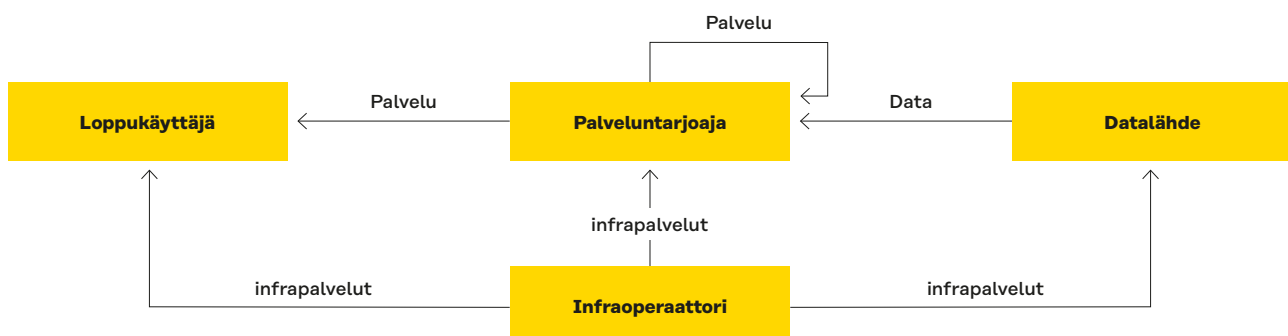 Palvelu
Palvelu
Data
Loppukäyttäjä
Palveluntarjoaja
Datalähde
infrapalvelut
infrapalvelut
infrapalvelut
Infraoperaattori